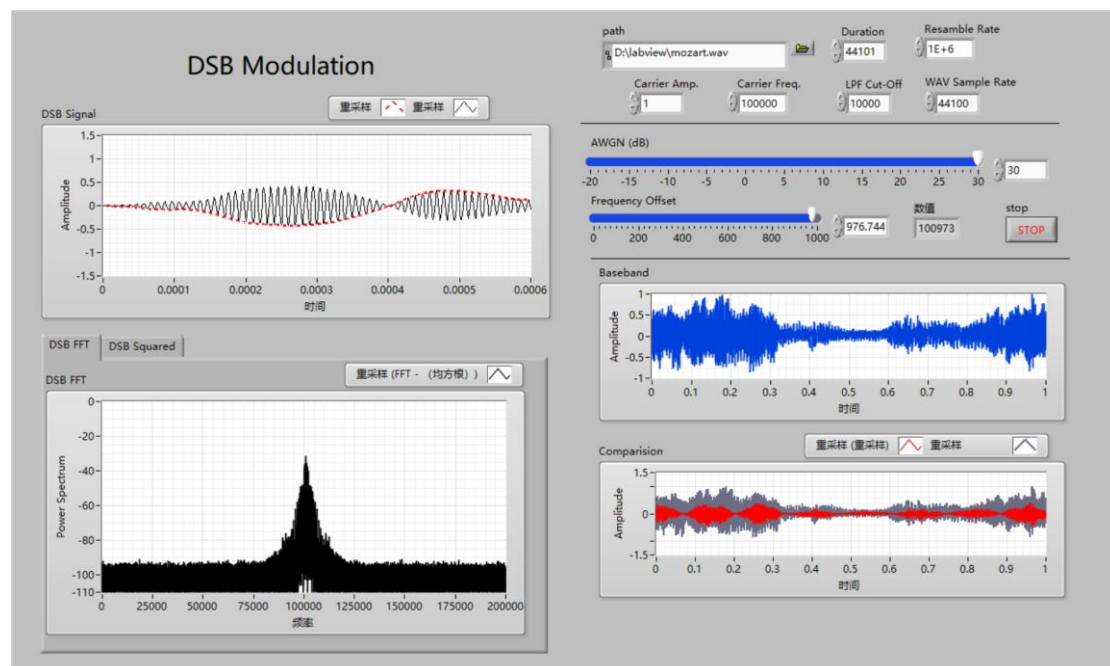 DSB Modulation
DSB Signal
重采样 重采样
1.5
1
0.5
0
-0.5
-1
-1.5
Amplitude
0 0.0001 0.0002 0.0003 0.0004 0.0005 0.0006
时间
DSB FFT DSB Squared
DSB FFT
重采样 (FFT - （均方根）)
0
-20
-40
-60
-80
-100
-110
Power Spectrum
0 25000 50000 75000 100000 125000 150000 175000 200000
频率
path Duration Resamble Rate
D:\labview\mozart.wav 44101 1E+6
Carrier Amp. Carrier Freq. LPF Cut-Off WAV Sample Rate
1 100000 10000 44100
AWGN (dB)
-20 -15 -10 -5 0 5 10 15 20 25 30
30
Frequency Offset
0 200 400 600 800 1000
976.744
数值
100973
stop
STOP
Baseband
1
0.5
0
-0.5
-1
Amplitude
0 0.1 0.2 0.3 0.4 0.5 0.6 0.7 0.8 0.9 1
时间
Comparision
重采样 (重采样) 重采样
1.5
0
-1.5
Amplitude
0 0.1 0.2 0.3 0.4 0.5 0.6 0.7 0.8 0.9 1
时间